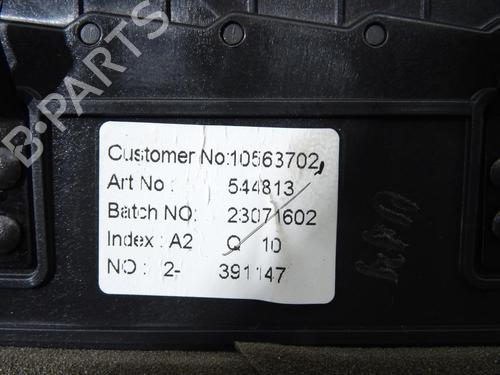 B-PARTS
Customer No:10563702
Art No: 544813
Batch NO: 23071602
Index : A2 Q 10
NO : 2- 391147